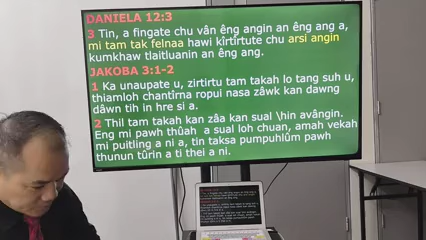 DANIELA 12:3
3 Tin, a fingate chu vân êng angin an êng ang a,
mi tam tak felnaa hawi kîrtîrtute chu arsi angin
kumkhaw tlaitluanin an êng ang.
JAKOBA 3:1-2
1 Ka unaupate u, zirtirtu tam takah lo tang suh u,
thiamloh chantîrna ropui nasa zâwk kan dawng
dâwn tih in hre si a.
2 Thil tam takah kan zâa kan sual \hin avângin.
Eng mi pawh thûah a sual loh chuan, amah vekah
mi puitling a ni a, tin taksa pumpuhlûm pawh
thunun tûrin a ti thei a ni.